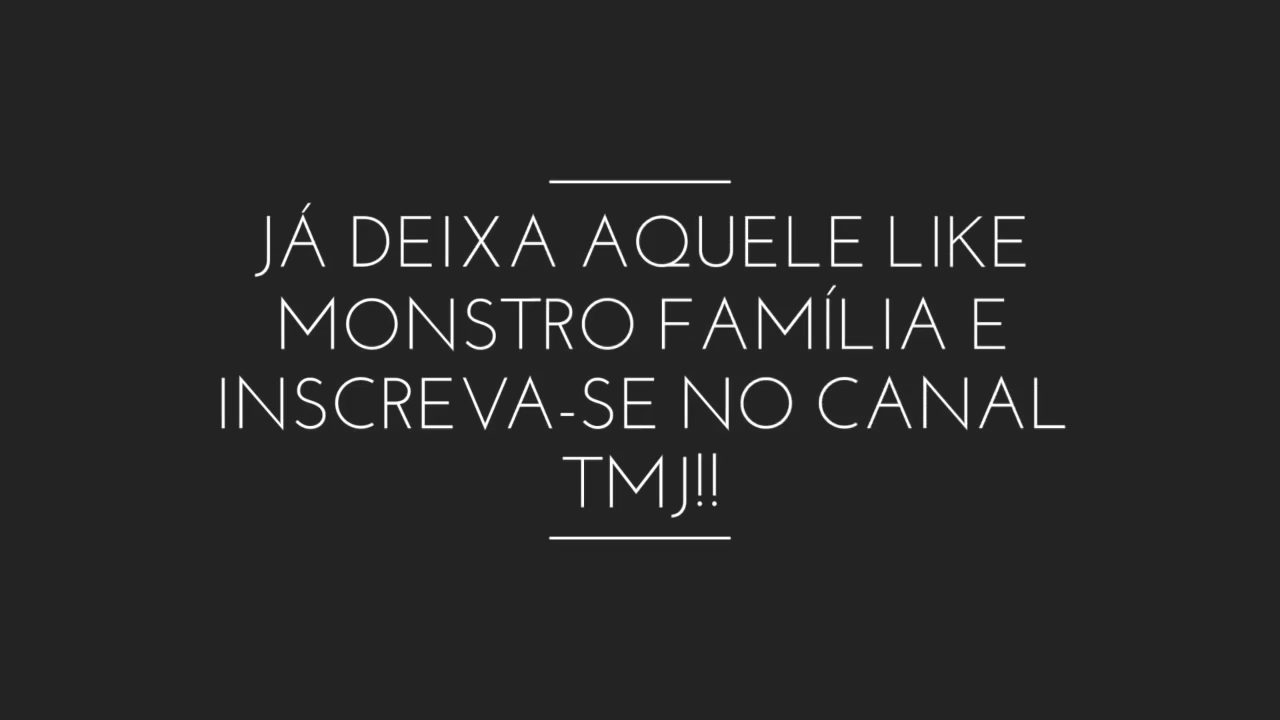 JÁ DEIXA AQUELE LIKE
MONSTRO FAMÍLIA E
INSCREVA-SE NO CANAL
TMJ!!